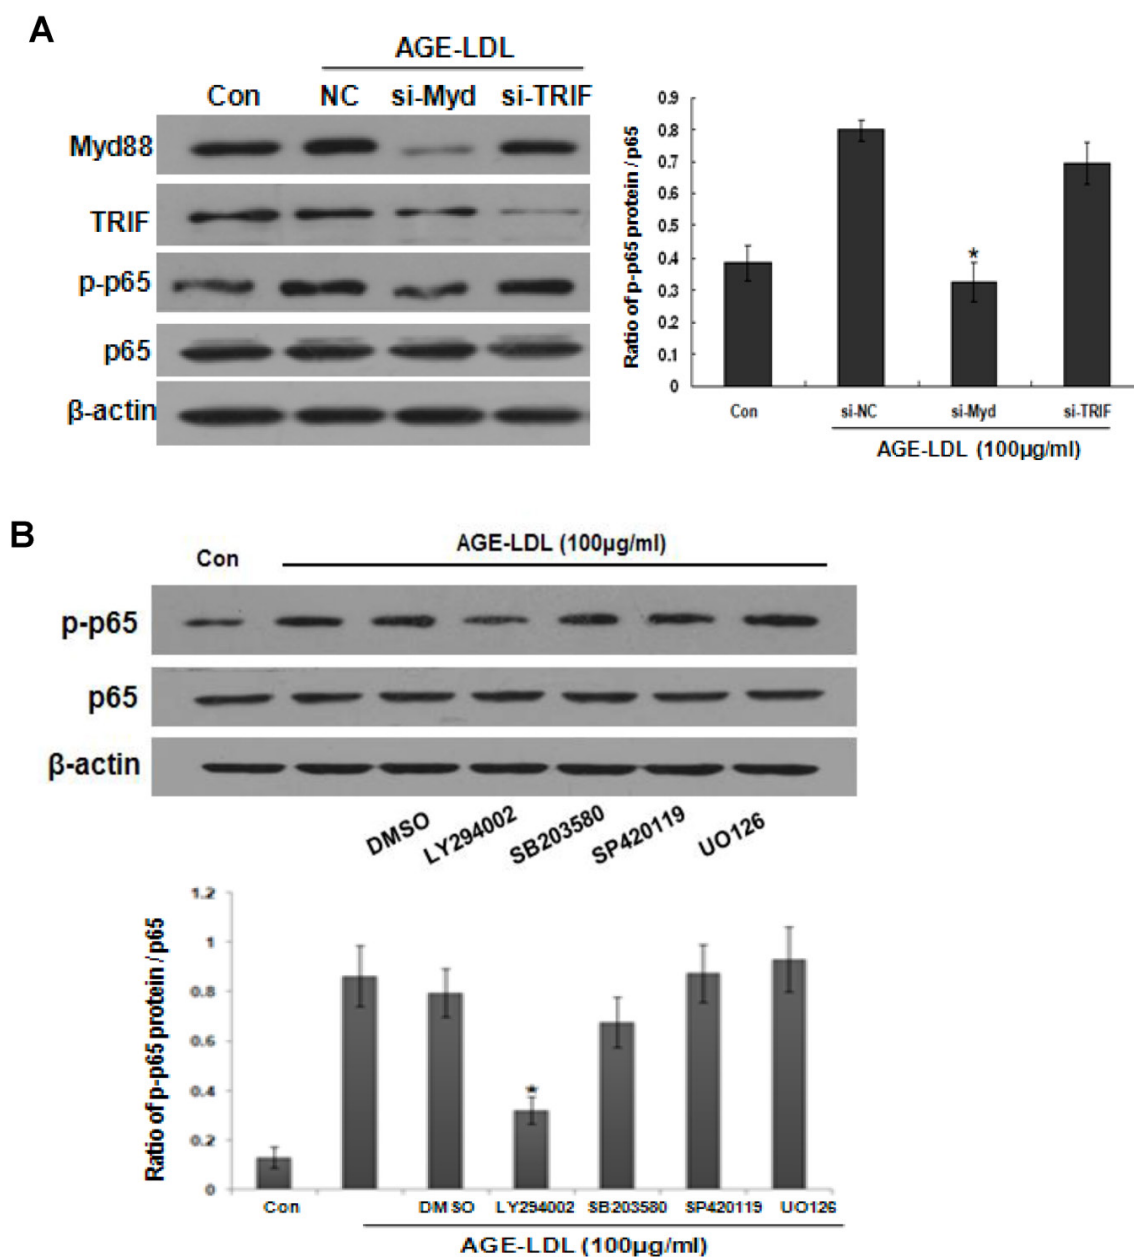 A
AGE-LDL
Con NC si-Myd si-TRIF
Myd88
TRIF
p-p65
p65
β-actin
Ratio of p-p65 protein / p65
0.9
0.8
0.7
0.6
0.5
0.4
0.3
0.2
0.1
0
*
Con si-NC si-Myd si-TRIF
AGE-LDL (100μg/ml)
B
Con AGE-LDL (100μg/ml)
p-p65
p65
β-actin
DMSO LY294002 SB203580 SP420119 UO126
Ratio of p-p65 protein / p65
1.2
1
0.8
0.6
0.4
0.2
0
*
Con DMSO LY294002 SB203580 SP420119 UO126
AGE-LDL (100μg/ml)